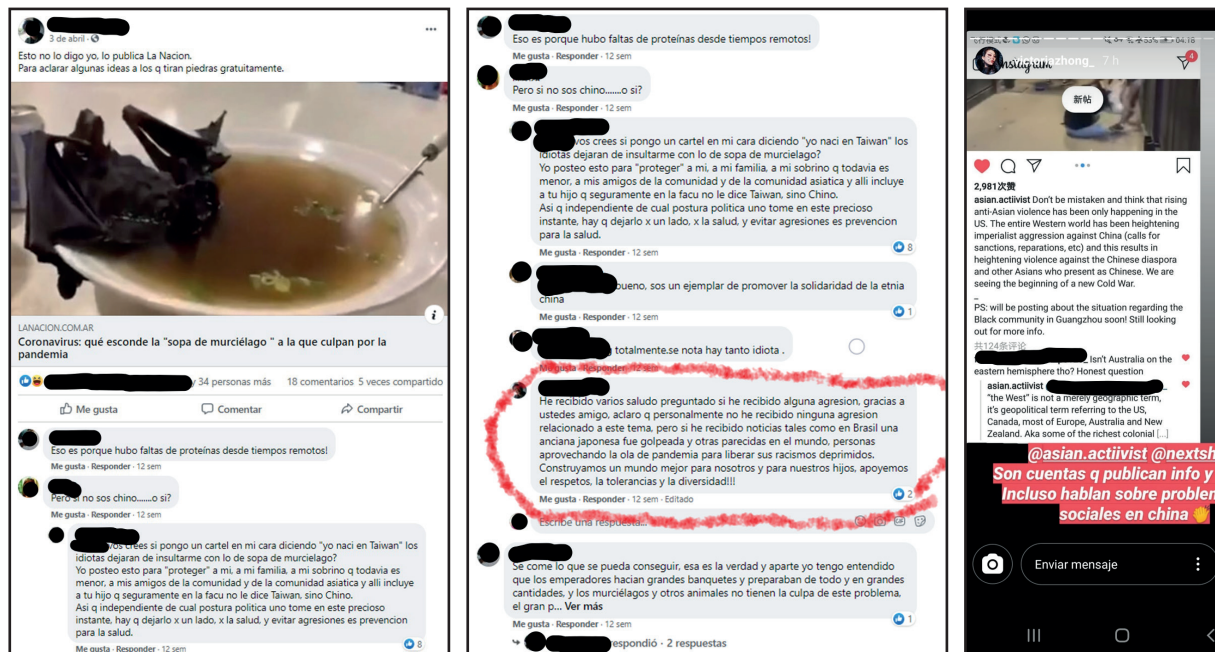 3 de abril ·
Esto no lo digo yo, lo publica La Nacion.
Para aclarar algunas ideas a los q tiran piedras gratuitamente.
LANACION.COM.AR
Coronavirus: qué esconde la "sopa de murciélago " a la que culpan por la
pandemia
y 34 personas más 18 comentarios 5 veces compartido
Me gusta Comentar Compartir
Eso es porque hubo faltas de proteínas desde tiempos remotos!
Me gusta · Responder · 12 sem
Pero si no sos chino.......o si?
Me gusta · Responder · 12 sem
vos crees si pongo un cartel en mi cara diciendo "yo naci en Taiwan" los
idiotas dejaran de insultarme con lo de sopa de murcielago?
Yo posteo esto para "proteger" a mi, a mi familia, a mi sobrino q todavia es
menor, a mis amigos de la comunidad y de la comunidad asiatica y alli incluye
a tu hijo q seguramente en la facu no le dice Taiwan, sino Chino.
Asi q independiente de cual postura politica uno tome en este precioso
instante, hay q dejarlo x un lado, x la salud, y evitar agresiones es prevencion
para la salud.
8
Me gusta · Responder · 12 sem
Eso es porque hubo faltas de proteínas desde tiempos remotos!
Me gusta · Responder · 12 sem
Pero si no sos chino.......o si?
Me gusta · Responder · 12 sem
vos crees si pongo un cartel en mi cara diciendo "yo naci en Taiwan" los
idiotas dejaran de insultarme con lo de sopa de murcielago?
Yo posteo esto para "proteger" a mi, a mi familia, a mi sobrino q todavia es
menor, a mis amigos de la comunidad y de la comunidad asiatica y alli incluye
a tu hijo q seguramente en la facu no le dice Taiwan, sino Chino.
Asi q independiente de cual postura politica uno tome en este precioso
instante, hay q dejarlo x un lado, x la salud, y evitar agresiones es prevencion
para la salud.
8
Me gusta · Responder · 12 sem
bueno, sos un ejemplar de promover la solidaridad de la etnia
china
1
Me gusta · Responder · 12 sem
totalmente.se nota hay tanto idiota .
Me gusta · Responder · 12 sem
He recibido varios saludo preguntado si he recibido alguna agresion, gracias a
ustedes amigo, aclaro q personalmente no he recibido ninguna agresion
relacionado a este tema, pero si he recibido noticias tales como en Brasil una
anciana japonesa fue golpeada y otras parecidas en el mundo, personas
aprovechando la ola de pandemia para liberar sus racismos deprimidos.
Construyamos un mundo mejor para nosotros y para nuestros hijos, apoyemos
el respetos, la tolerancias y la diversidad!!!
2
Me gusta · Responder · 12 sem · Editado
Escribe una respuesta...
Se come lo que se pueda conseguir, esa es la verdad y aparte yo tengo entendido
que los emperadores hacian grandes banquetes y preparaban de todo y en grandes
cantidades, y los murciélagos y otros animales no tienen la culpa de este problema,
el gran p... Ver más
1
Me gusta · Responder · 12 sem
respondió · 2 respuestas
53% 04:18
Instagram
victoriazhong_ 7 h
4
新帖
2,981次赞
asian.actiivist Don't be mistaken and think that rising
anti-Asian violence has been only happening in the
US. The entire Western world has been heightening
imperialist aggression against China (calls for
sanctions, reparations, etc) and this results in
heightening violence against the Chinese diaspora
and other Asians who present as Chinese. We are
seeing the beginning of a new Cold War.
_
PS: will be posting about the situation regarding the
Black community in Guangzhou soon! Still looking
out for more info.
共124条评论
Isn't Australia on the
eastern hemisphere tho? Honest question
asian.actiivist
"the West" is not a merely geographic term,
it's geopolitical term referring to the US,
Canada, most of Europe, Australia and New
Zealand. Aka some of the richest colonial [...]
@asian.actiivist @nextsh
Son cuentas q publican info y
Incluso hablan sobre problem
sociales en china
Enviar mensaje